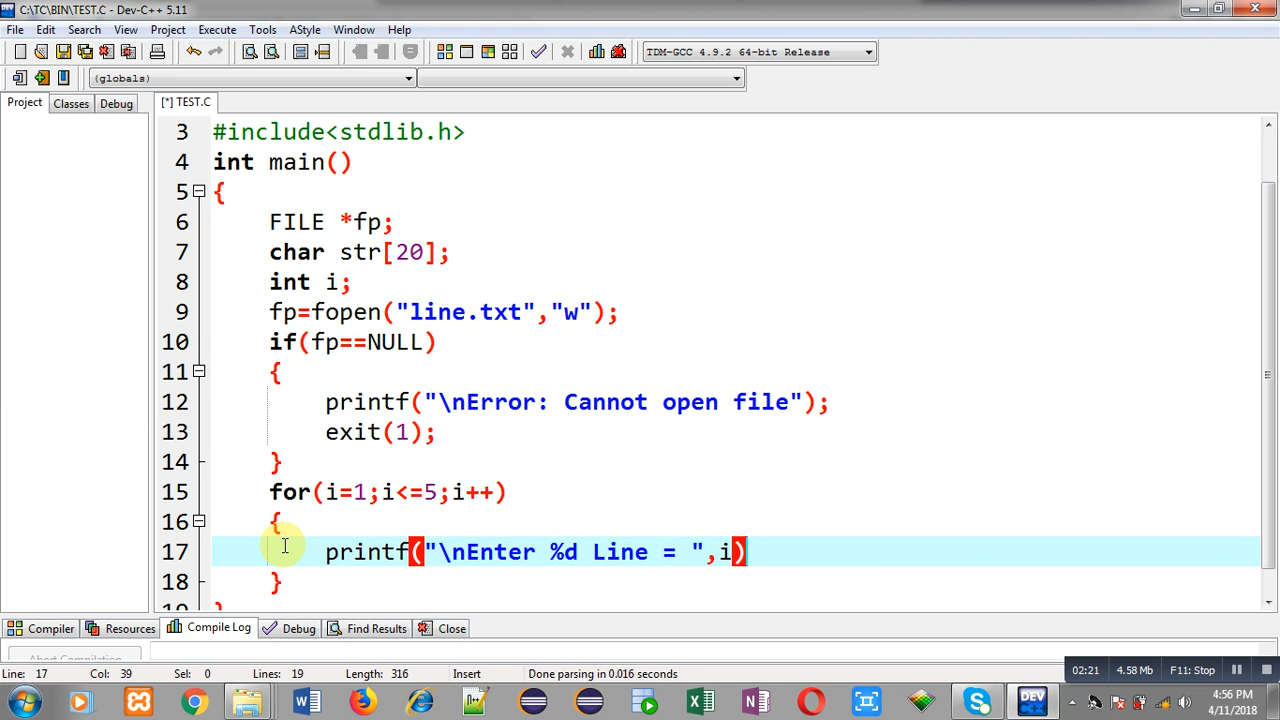 C:\TC\BIN\TEST.C - Dev-C++ 5.11
File Edit Search View Project Execute Tools AStyle Window Help
TDM-GCC 4.9.2 64-bit Release
(globals)
Project Classes Debug
[*] TEST.C
3 #include<stdlib.h>
4 int main()
5 {
6 FILE *fp;
7 char str[20];
8 int i;
9 fp=fopen("line.txt","w");
10 if(fp==NULL)
11 {
12 printf("\nError: Cannot open file");
13 exit(1);
14 }
15 for(i=1;i<=5;i++)
16 {
17 printf("\nEnter %d Line = ",i)
18 }
19 }
Compiler Resources Compile Log Debug Find Results Close
Abort Compilation
Line: 17 Col: 39 Sel: 0 Lines: 19 Length: 316 Insert Done parsing in 0.016 seconds
02:21 4.58 Mb F11: Stop
DEV
4:56 PM
4/11/2018